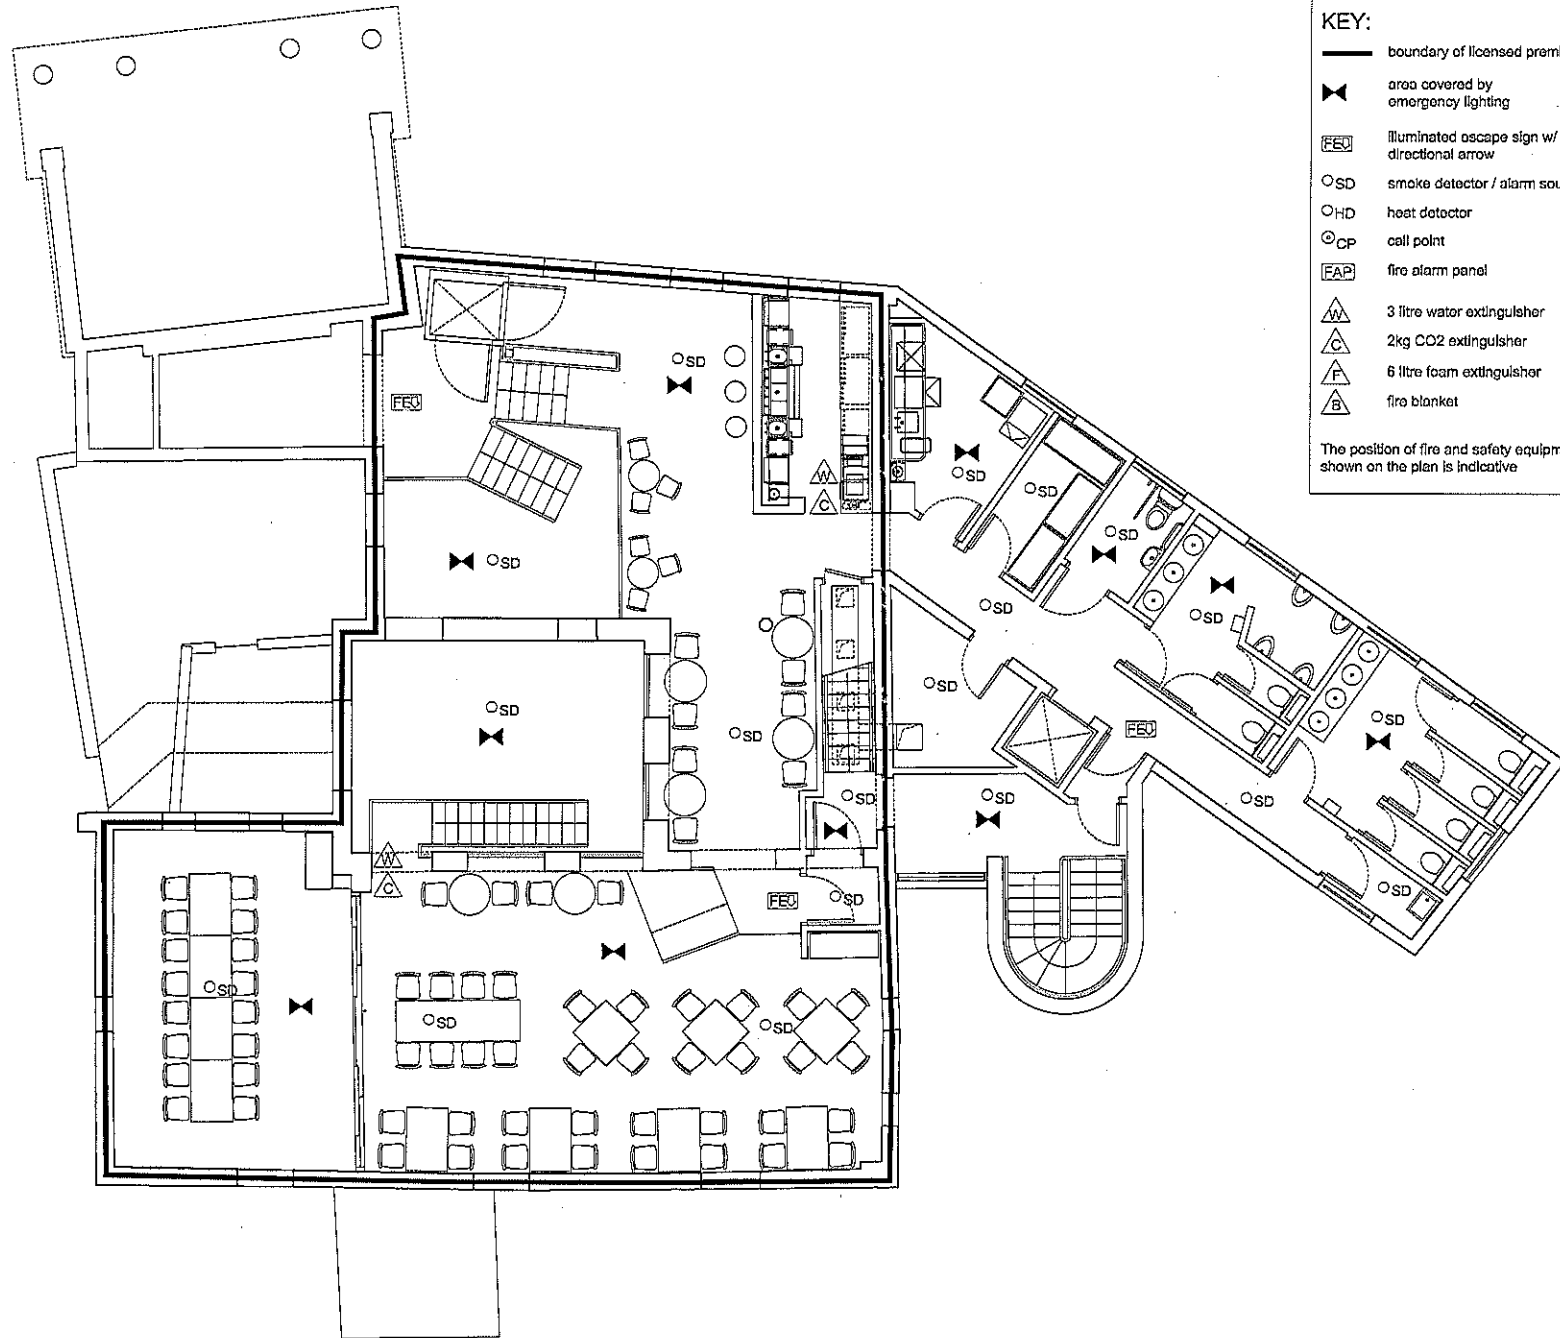 KEY:
boundary of licensed premi
area covered by
emergency lighting
FE
illuminated escape sign w/
directional arrow
SD
smoke detector / alarm sou
HD
heat detector
CP
call point
FAP
fire alarm panel
W
3 litre water extinguisher
C
2kg CO2 extinguisher
F
6 litre foam extinguisher
B
fire blanket
The position of fire and safety equipm
shown on the plan is indicative
SD
FE
W
C
SD
SD
SD
SD
SD
SD
SD
SD
SD
FE
SD
SD
SD
SD
SD
W
C
FE
SD
SD
SD
SD
SD